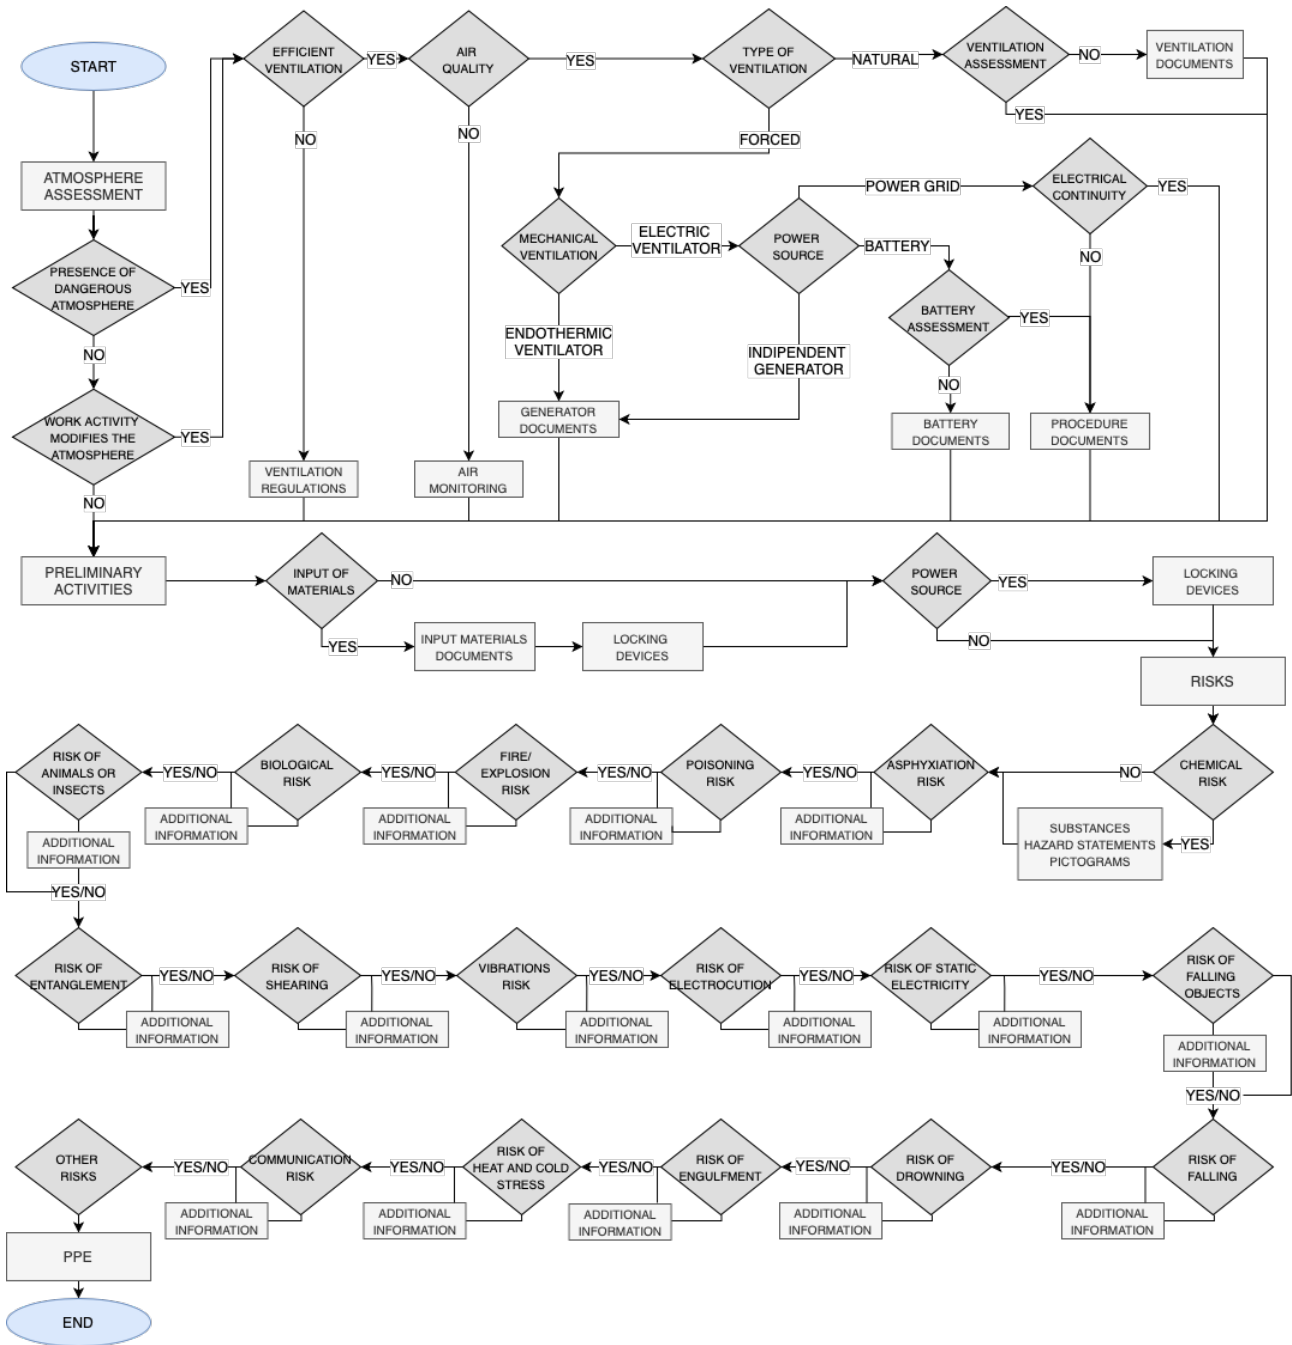 START
EFFICIENT
VENTILATION
YES
AIR
QUALITY
YES
TYPE OF
VENTILATION
NATURAL
VENTILATION
ASSESSMENT
NO
VENTILATION
DOCUMENTS
YES
NO
NO
FORCED
ATMOSPHERE
ASSESSMENT
POWER GRID
ELECTRICAL
CONTINUITY
YES
MECHANICAL
VENTILATION
ELECTRIC
VENTILATOR
POWER
SOURCE
BATTERY
NO
PRESENCE OF
DANGEROUS
ATMOSPHERE
YES
BATTERY
ASSESSMENT
YES
ENDOTHERMIC
VENTILATOR
INDIPENDENT
GENERATOR
NO
NO
GENERATOR
DOCUMENTS
BATTERY
DOCUMENTS
PROCEDURE
DOCUMENTS
WORK ACTIVITY
MODIFIES THE
ATMOSPHERE
YES
VENTILATION
REGULATIONS
AIR
MONITORING
NO
PRELIMINARY
ACTIVITIES
INPUT OF
MATERIALS
NO
POWER
SOURCE
YES
LOCKING
DEVICES
YES
INPUT MATERIALS
DOCUMENTS
LOCKING
DEVICES
NO
RISKS
RISK OF
ANIMALS OR
INSECTS
YES/NO
BIOLOGICAL
RISK
YES/NO
FIRE/
EXPLOSION
RISK
YES/NO
POISONING
RISK
YES/NO
ASPHYXIATION
RISK
NO
CHEMICAL
RISK
ADDITIONAL
INFORMATION
ADDITIONAL
INFORMATION
ADDITIONAL
INFORMATION
ADDITIONAL
INFORMATION
ADDITIONAL
INFORMATION
SUBSTANCES
HAZARD STATEMENTS
PICTOGRAMS
YES
YES/NO
RISK OF
ENTANGLEMENT
YES/NO
RISK OF
SHEARING
YES/NO
VIBRATIONS
RISK
YES/NO
RISK OF
ELECTROCUTION
YES/NO
RISK OF STATIC
ELECTRICITY
YES/NO
RISK OF
FALLING
OBJECTS
ADDITIONAL
INFORMATION
ADDITIONAL
INFORMATION
ADDITIONAL
INFORMATION
ADDITIONAL
INFORMATION
ADDITIONAL
INFORMATION
ADDITIONAL
INFORMATION
YES/NO
OTHER
RISKS
YES/NO
COMMUNICATION
RISK
YES/NO
RISK OF
HEAT AND COLD
STRESS
YES/NO
RISK OF
ENGULFMENT
YES/NO
RISK OF
DROWNING
YES/NO
RISK OF
FALLING
ADDITIONAL
INFORMATION
ADDITIONAL
INFORMATION
ADDITIONAL
INFORMATION
ADDITIONAL
INFORMATION
ADDITIONAL
INFORMATION
PPE
END